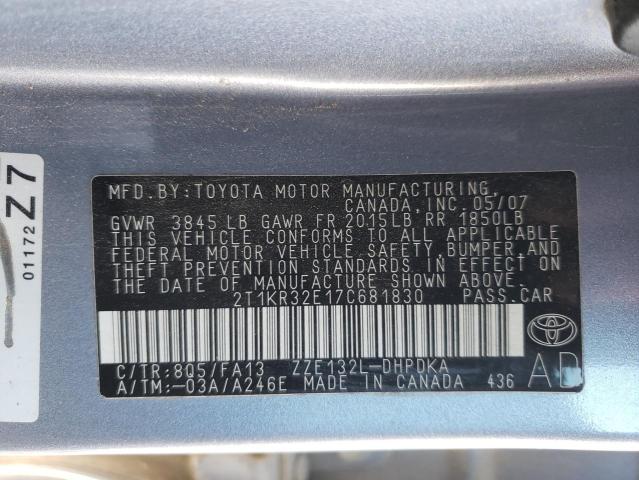 MFD. BY: TOYOTA MOTOR MANUFACTURING,
CANADA, INC. 05/07
GVWR 3845 LB GAWR FR 2015LB RR 1850LB
THIS VEHICLE CONFORMS TO ALL APPLICABLE
FEDERAL MOTOR VEHICLE SAFETY, BUMPER, AND
THEFT PREVENTION STANDARDS IN EFFECT ON
THE DATE OF MANUFACTURE SHOWN ABOVE.
2T1KR32E17C681830 PASS. CAR
C/TR: 8Q5/FA13 ZZE132L-DHPDKA
A/TM: -03A/A246E MADE IN CANADA 436
AD
TOYOTA
Z7
01172